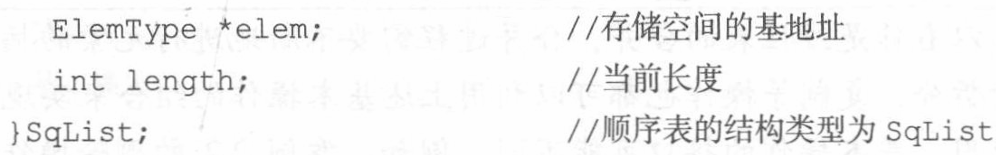 ElemType *elem; //存储空间的基地址
int length; //当前长度
}SqList; //顺序表的结构类型为 SqList